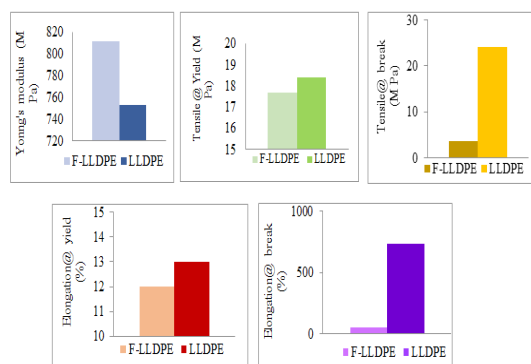 Young's modulus (M Pa)
820
800
780
760
740
720
F-LLDPE LLDPE
Tensile@ Yield (M Pa)
20
19
18
17
16
15
F-LLDPE LLDPE
Tensile@ break (M Pa)
30
20
10
0
F-LLDPE LLDPE
Elongation@ yield (%)
15
14
13
12
11
10
F-LLDPE LLDPE
Elongation@ break (%)
1000
500
0
F-LLDPE LLDPE